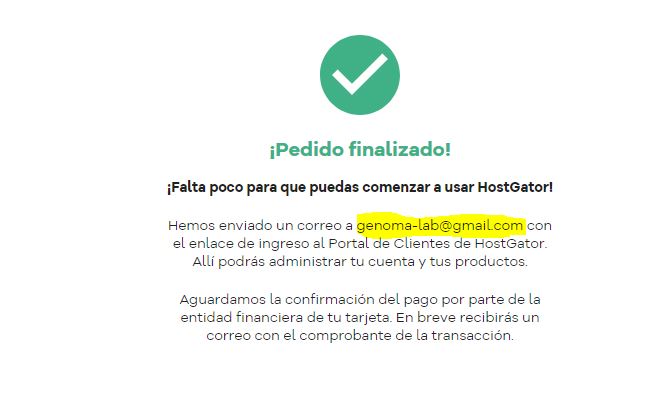 ¡Pedido finalizado!
¡Falta poco para que puedas comenzar a usar HostGator!
Hemos enviado un correo a genoma-lab@gmail.com con
el enlace de ingreso al Portal de Clientes de HostGator.
Allí podrás administrar tu cuenta y tus productos.
Aguardamos la confirmación del pago por parte de la
entidad financiera de tu tarjeta. En breve recibirás un
correo con el comprobante de la transacción.